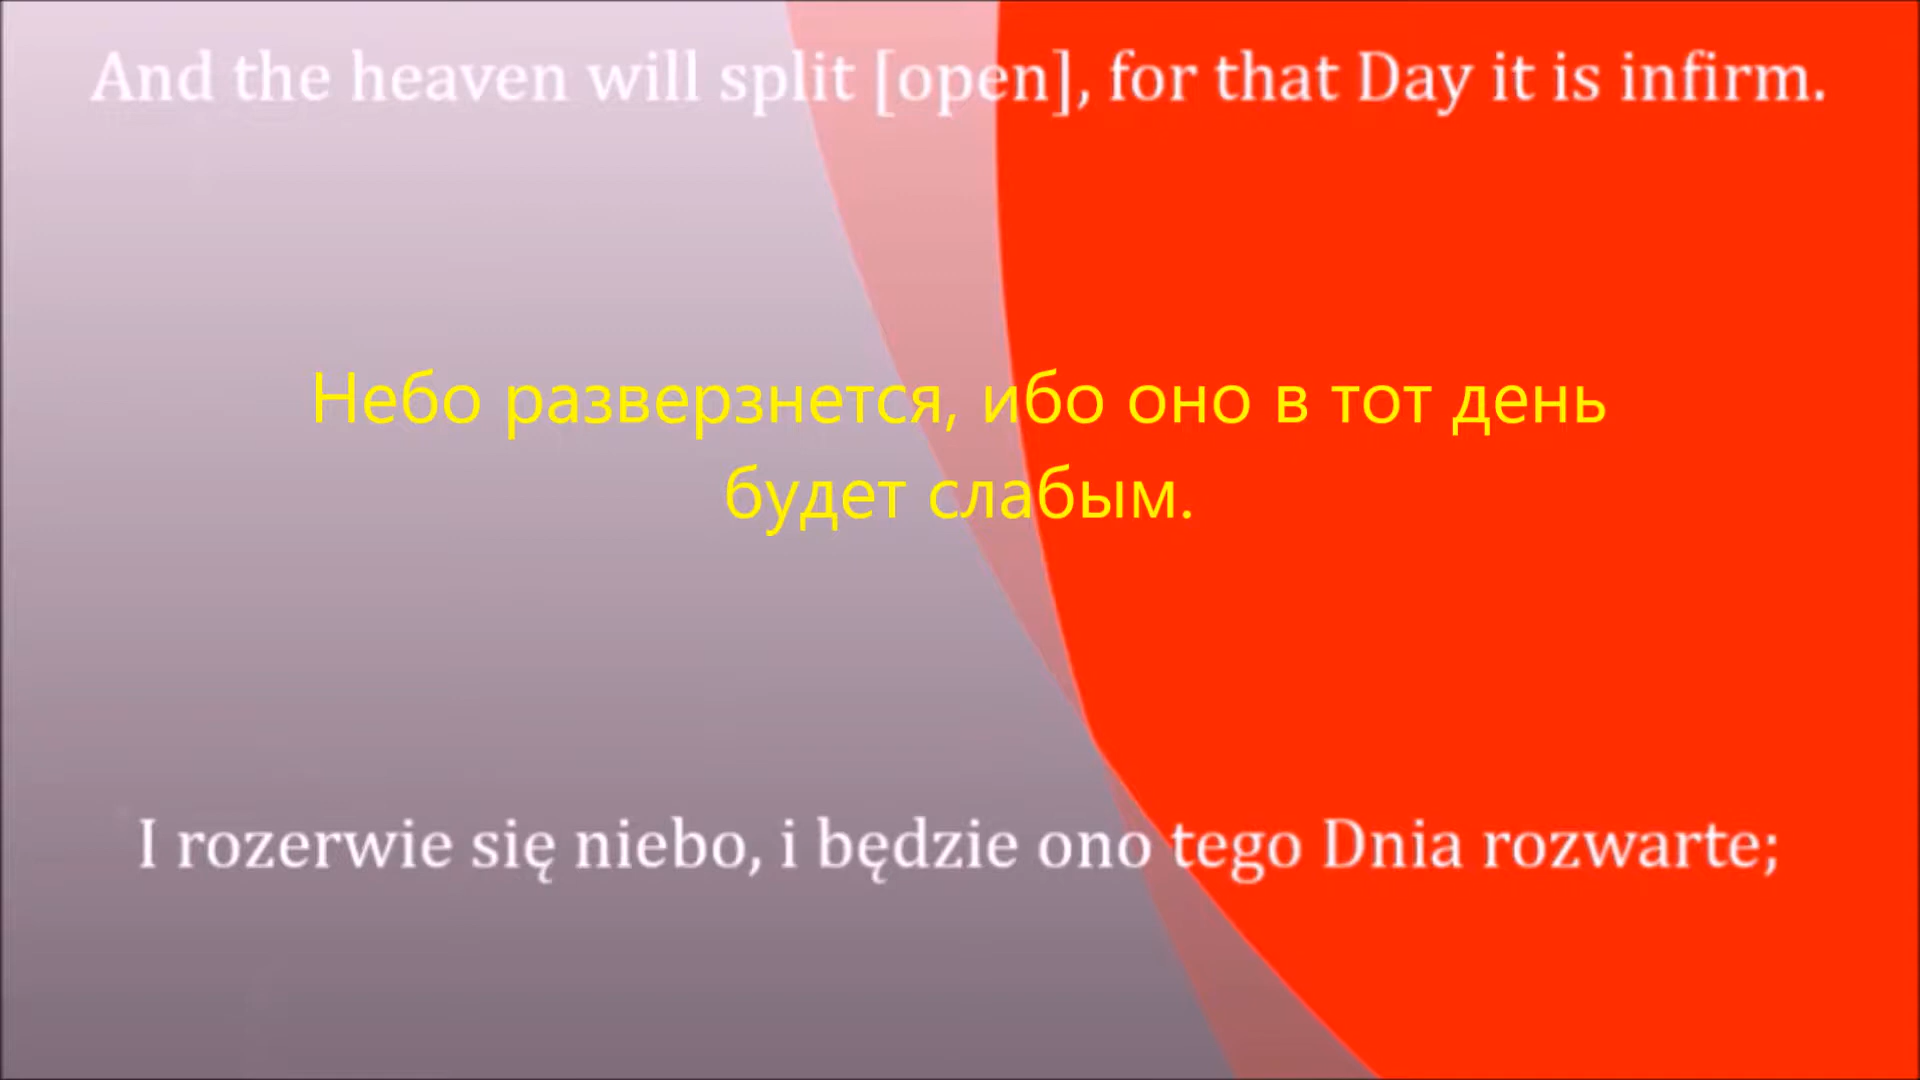 And the heaven will split [open], for that Day it is infirm.
Небо разверзнется, ибо оно в тот день
будет слабым.
I rozerwie się niebo, i będzie ono tego Dnia rozwarte;